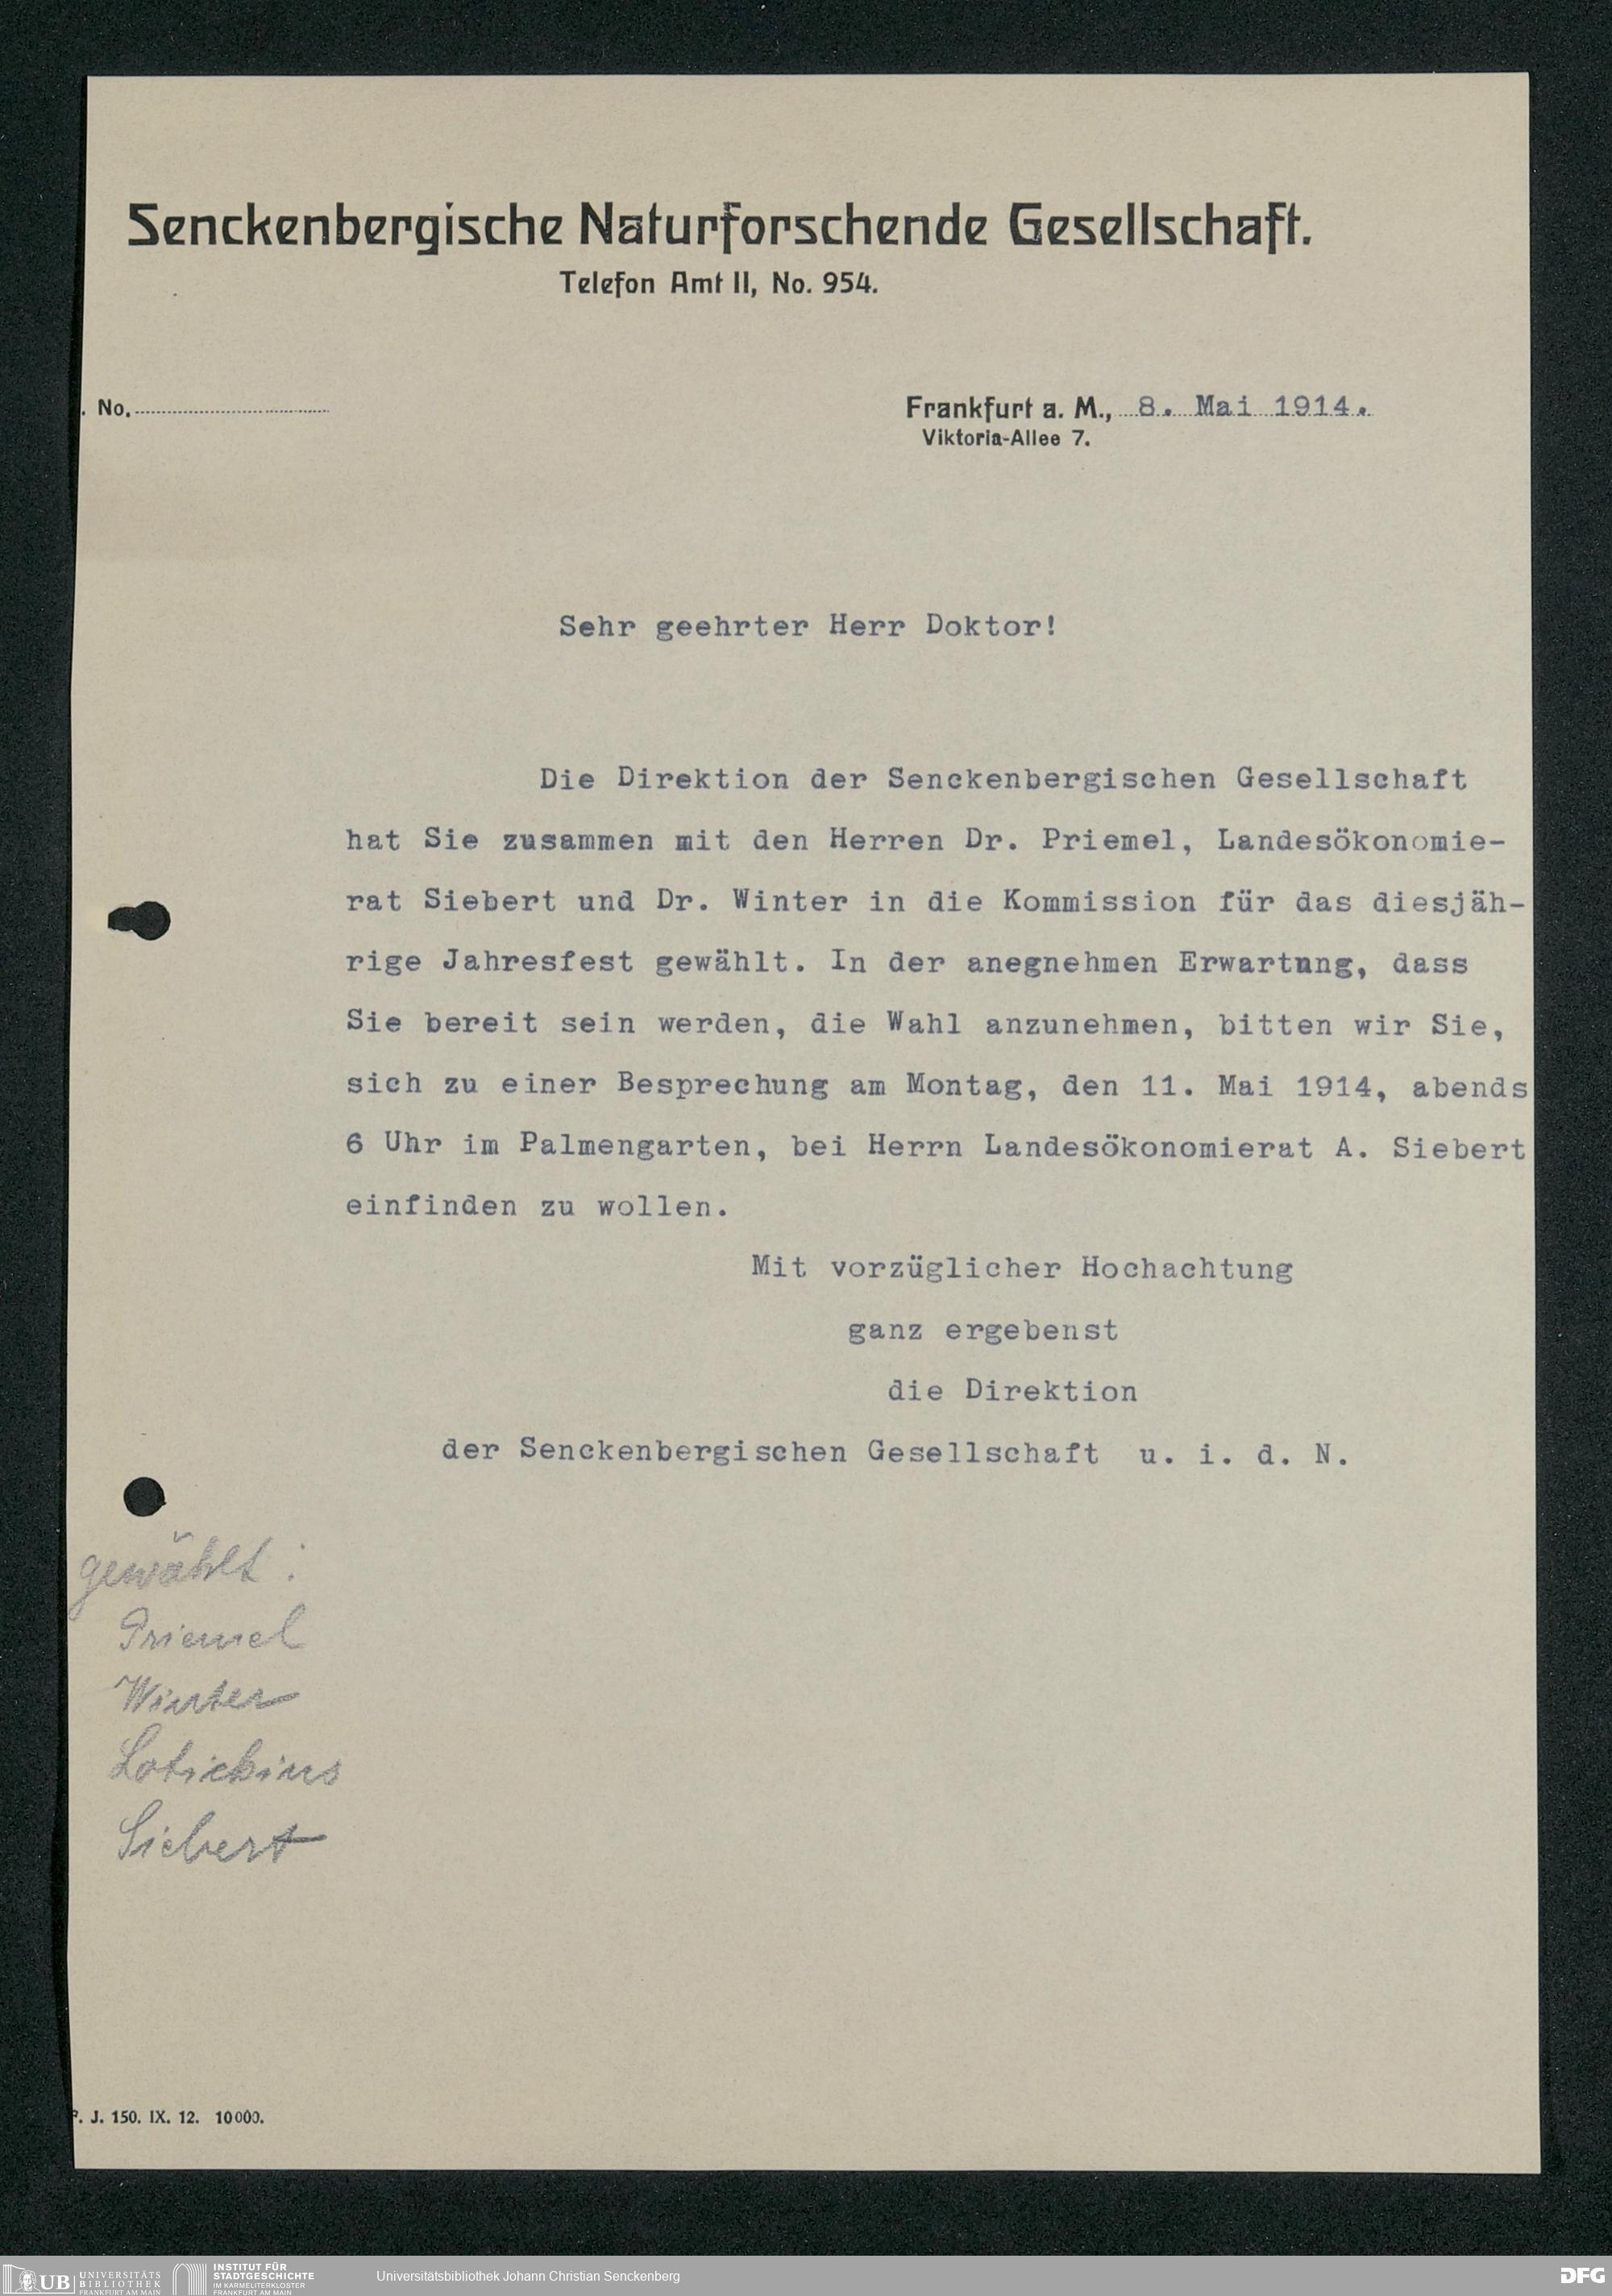 Senckenbergische Naturforschende Gesellschaft.
Telefon Amt II, No. 954.
. No.
Frankfurt a. M., 8. Mai 1914.
Viktoria-Allee 7.
Sehr geehrter Herr Doktor!
Die Direktion der Senckenbergischen Gesellschaft
hat Sie zusammen mit den Herren Dr. Priemel, Landesökonomie-
rat Siebert und Dr. Winter in die Kommission für das diesjäh-
rige Jahresfest gewählt. In der anegnehmen Erwartung, dass
Sie bereit sein werden, die Wahl anzunehmen, bitten wir Sie,
sich zu einer Besprechung am Montag, den 11. Mai 1914, abends
6 Uhr im Palmengarten, bei Herrn Landesökonomierat A. Siebert
einfinden zu wollen.
Mit vorzüglicher Hochachtung
ganz ergebenst
die Direktion
der Senckenbergischen Gesellschaft u. i. d. N.
gewählt:
Priemel
Winter
Lotichius
Siebert
. J. 150. IX. 12. 10000.
UB UNIVERSITÄTS
BIBLIOTHEK
FRANKFURT AM MAIN
INSTITUT FÜR
STADTGESCHICHTE
IM KARMELITERKLOSTER
FRANKFURT AM MAIN
Universitätsbibliothek Johann Christian Senckenberg
DFG